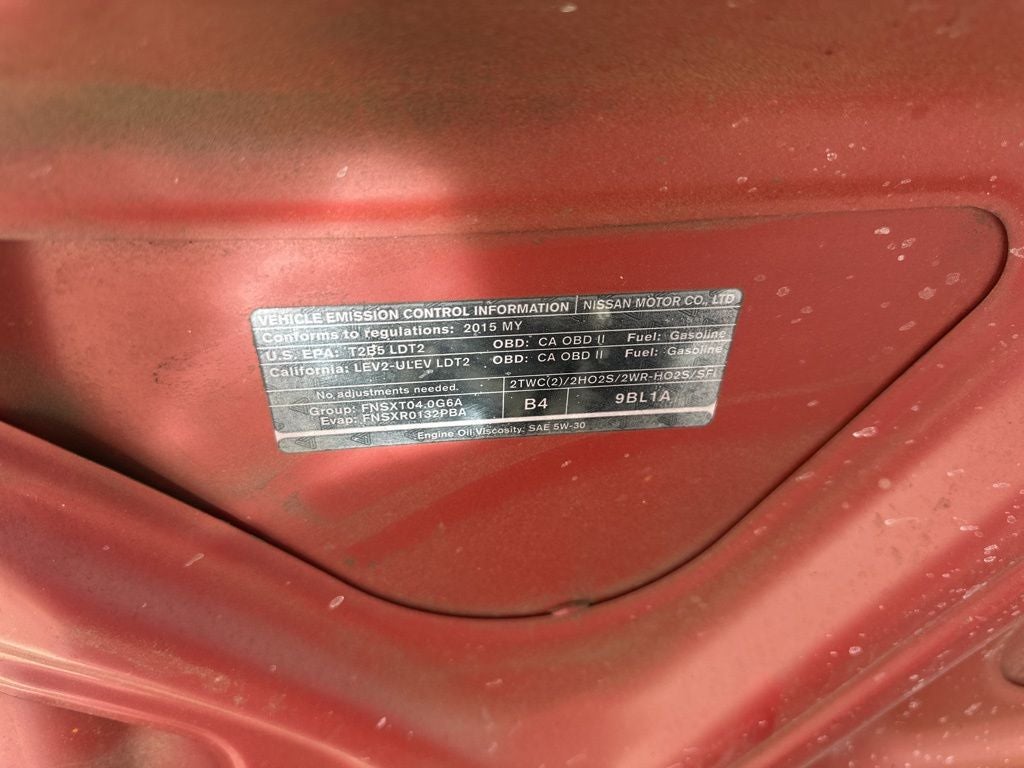 VEHICLE EMISSION CONTROL INFORMATION NISSAN MOTOR CO., LTD
Conforms to regulations: 2015 MY
U.S. EPA: T2B5 LDT2 OBD: CA OBD II Fuel: Gasoline
California: LEV2-ULEV LDT2 OBD: CA OBD II Fuel: Gasoline
No adjustments needed. 2TWC(2)/2HO2S/2WR-HO2S/SFI
Group: FNSXT04.0G6A B4 9BL1A
Evap: FNSXR0132PBA
Engine Oil Viscosity: SAE 5W-30